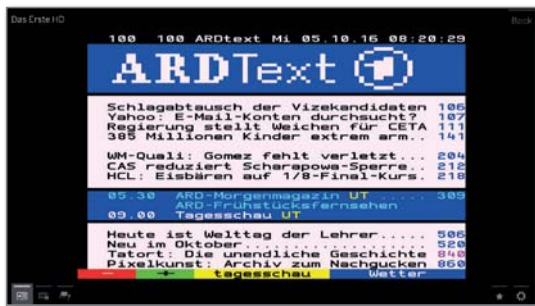 Das Erste HD
Back
100 100 ARDtext Mi 05.10.16 08:20:29
ARDText
Schlagabtausch der Vizekandidaten 106
Yahoo: E-Mail-Konten durchsucht? 107
Regierung stellt Weichen für CETA 111
385 Millionen Kinder extrem arm.. 141
WM-Quali: Gomez fehlt verletzt... 204
CAS reduziert Scharapowa-Sperre.. 212
HCL: Eisbären auf 1/8-Final-Kurs. 218
05.30 ARD-Morgenmagazin UT ..... 309
ARD-Frühstücksfernsehen
09.00 Tagesschau UT
Heute ist Welttag der Lehrer..... 506
Neu im Oktober................... 520
Tatort: Die unendliche Geschichte 840
Pixelkunst: Archiv zum Nachgucken 860
- + tagesschau Wetter